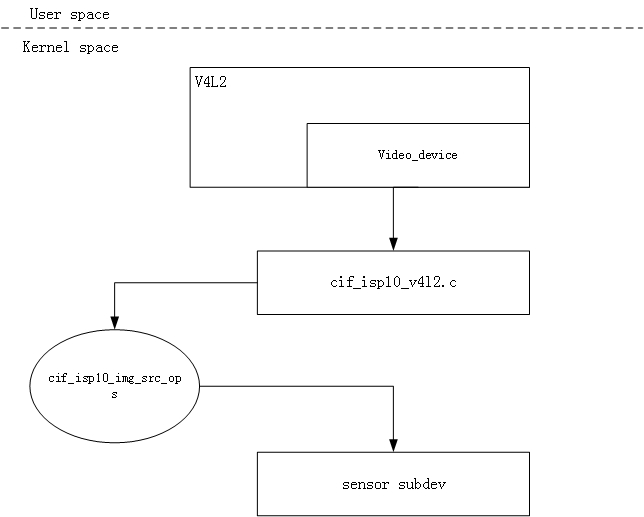 User space
Kernel space
V4L2
Video_device
cif_isp10_v4l2.c
cif_isp10_img_src_op
s
sensor subdev